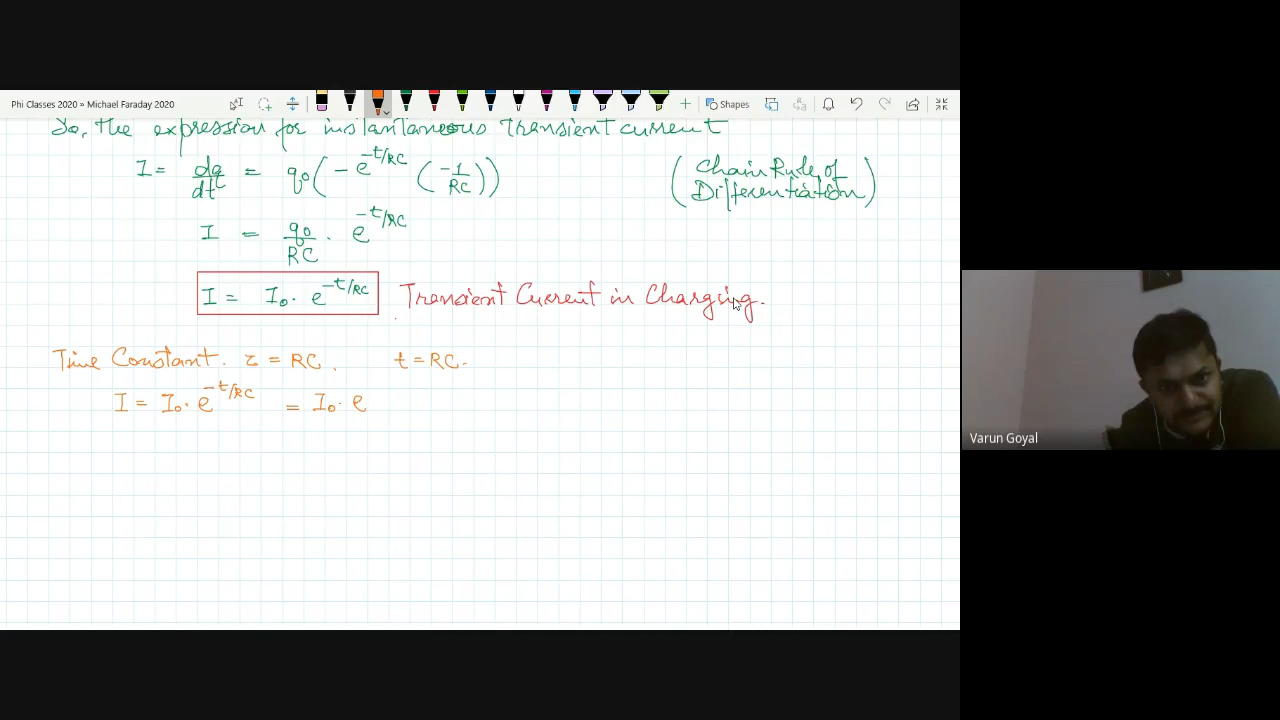 Phi Classes 2020 » Michael Faraday 2020
Shapes
So, the expression for instantaneous Transient current
I = dq/dt = q₀(-e^(-t/RC) (-1/RC)) (Chain Rule of Differentiation)
I = q₀/RC · e^(-t/RC)
I = I₀· e^(-t/RC) Transient Current in Charging.
Time Constant. τ = RC. t = RC.
I = I₀· e^(-t/RC) = I₀· e
Varun Goyal